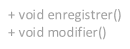 + void enregistrer()
+ void modifier()